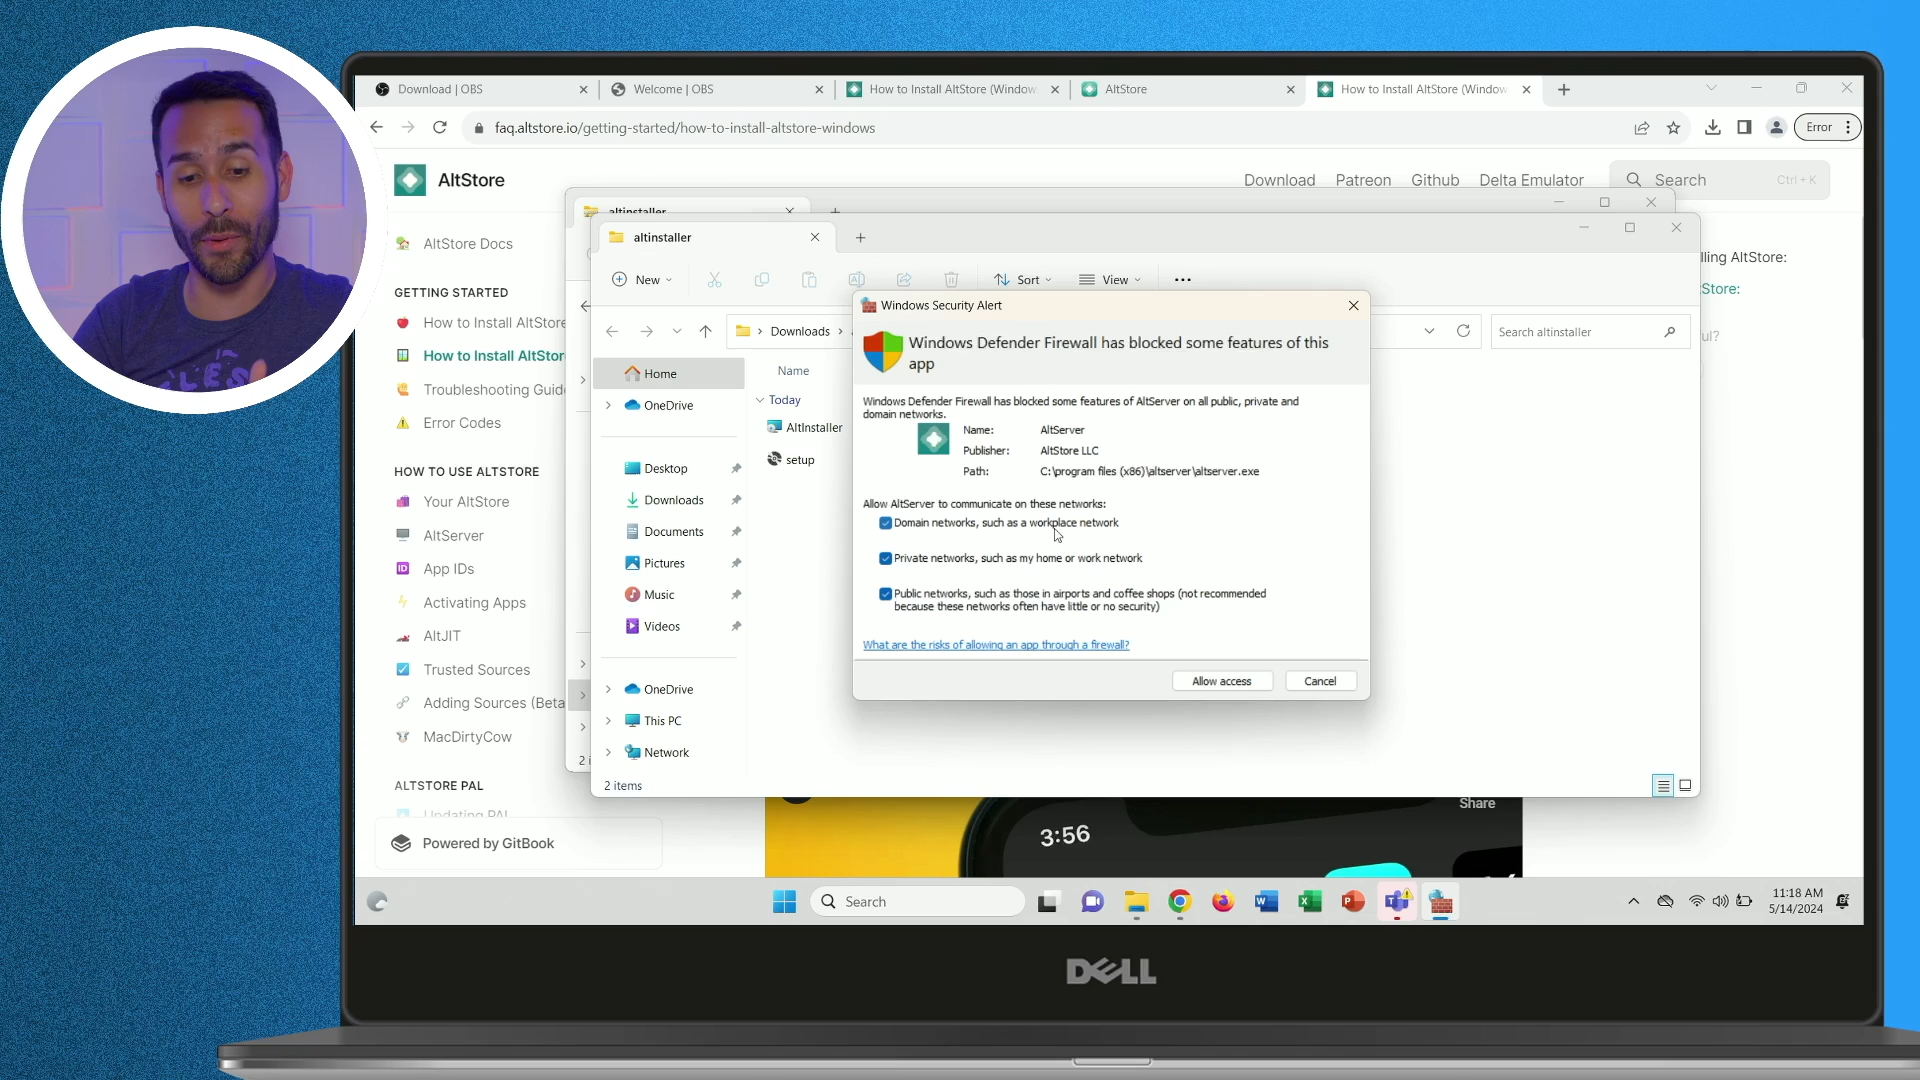 Download | OBS
Welcome | OBS
How to Install AltStore (Window
AltStore
How to Install AltStore (Window
faq.altstore.io/getting-started/how-to-install-altstore-windows
Error
AltStore
Download
Patreon
Github
Delta Emulator
Search
Ctrl + K
AltStore Docs
GETTING STARTED
How to Install AltStore
How to Install AltStor
Troubleshooting Guide
Error Codes
HOW TO USE ALTSTORE
Your AltStore
AltServer
App IDs
Activating Apps
AltJIT
Trusted Sources
Adding Sources (Beta
MacDirtyCow
ALTSTORE PAL
Updating PAL
Powered by GitBook
lling AltStore:
Store:
ul?
altinstaller
2 i
altinstaller
New
Sort
View
Downloads
Search altinstaller
Home
OneDrive
Desktop
Downloads
Documents
Pictures
Music
Videos
OneDrive
This PC
Network
2 items
Name
Today
AltInstaller
setup
Windows Security Alert
Windows Defender Firewall has blocked some features of this
app
Windows Defender Firewall has blocked some features of AltServer on all public, private and
domain networks.
Name: AltServer
Publisher: AltStore LLC
Path: C:\program files (x86)\altserver\altserver.exe
Allow AltServer to communicate on these networks:
Domain networks, such as a workplace network
Private networks, such as my home or work network
Public networks, such as those in airports and coffee shops (not recommended
because these networks often have little or no security)
What are the risks of allowing an app through a firewall?
Allow access
Cancel
Share
3:56
Search
11:18 AM
5/14/2024
DELL